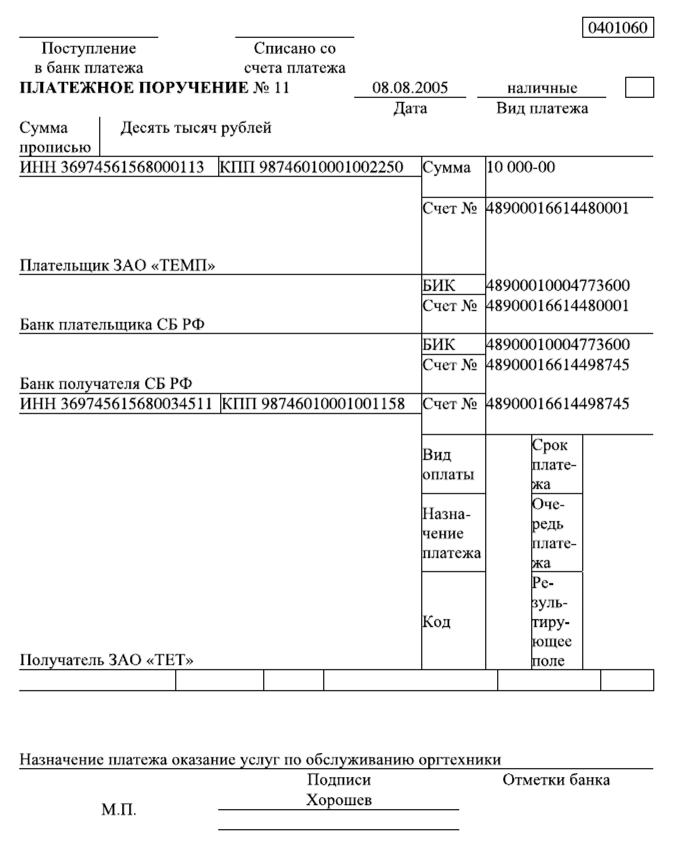 0401060
Поступление Списано со
в банк платежа счета платежа
ПЛАТЕЖНОЕ ПОРУЧЕНИЕ № 11 08.08.2005 наличные
Дата Вид платежа
Сумма Десять тысяч рублей
прописью
ИНН 36974561568000113 КПП 98746010001002250 Сумма 10 000-00
Счет № 48900016614480001
Плательщик ЗАО «ТЕМП»
БИК 48900010004773600
Счет № 48900016614480001
Банк плательщика СБ РФ
БИК 48900010004773600
Счет № 48900016614498745
Банк получателя СБ РФ
ИНН 369745615680034511 КПП 98746010001001158 Счет № 48900016614498745
Вид
оплаты
Срок
плате-
жа
Назна-
чение
платежа
Оче-
редь
плате-
жа
Код
Ре-
зуль-
тиру-
ющее
поле
Получатель ЗАО «ТЕТ»
Назначение платежа оказание услуг по обслуживанию оргтехники
Подписи Отметки банка
Хорошев
М.П.